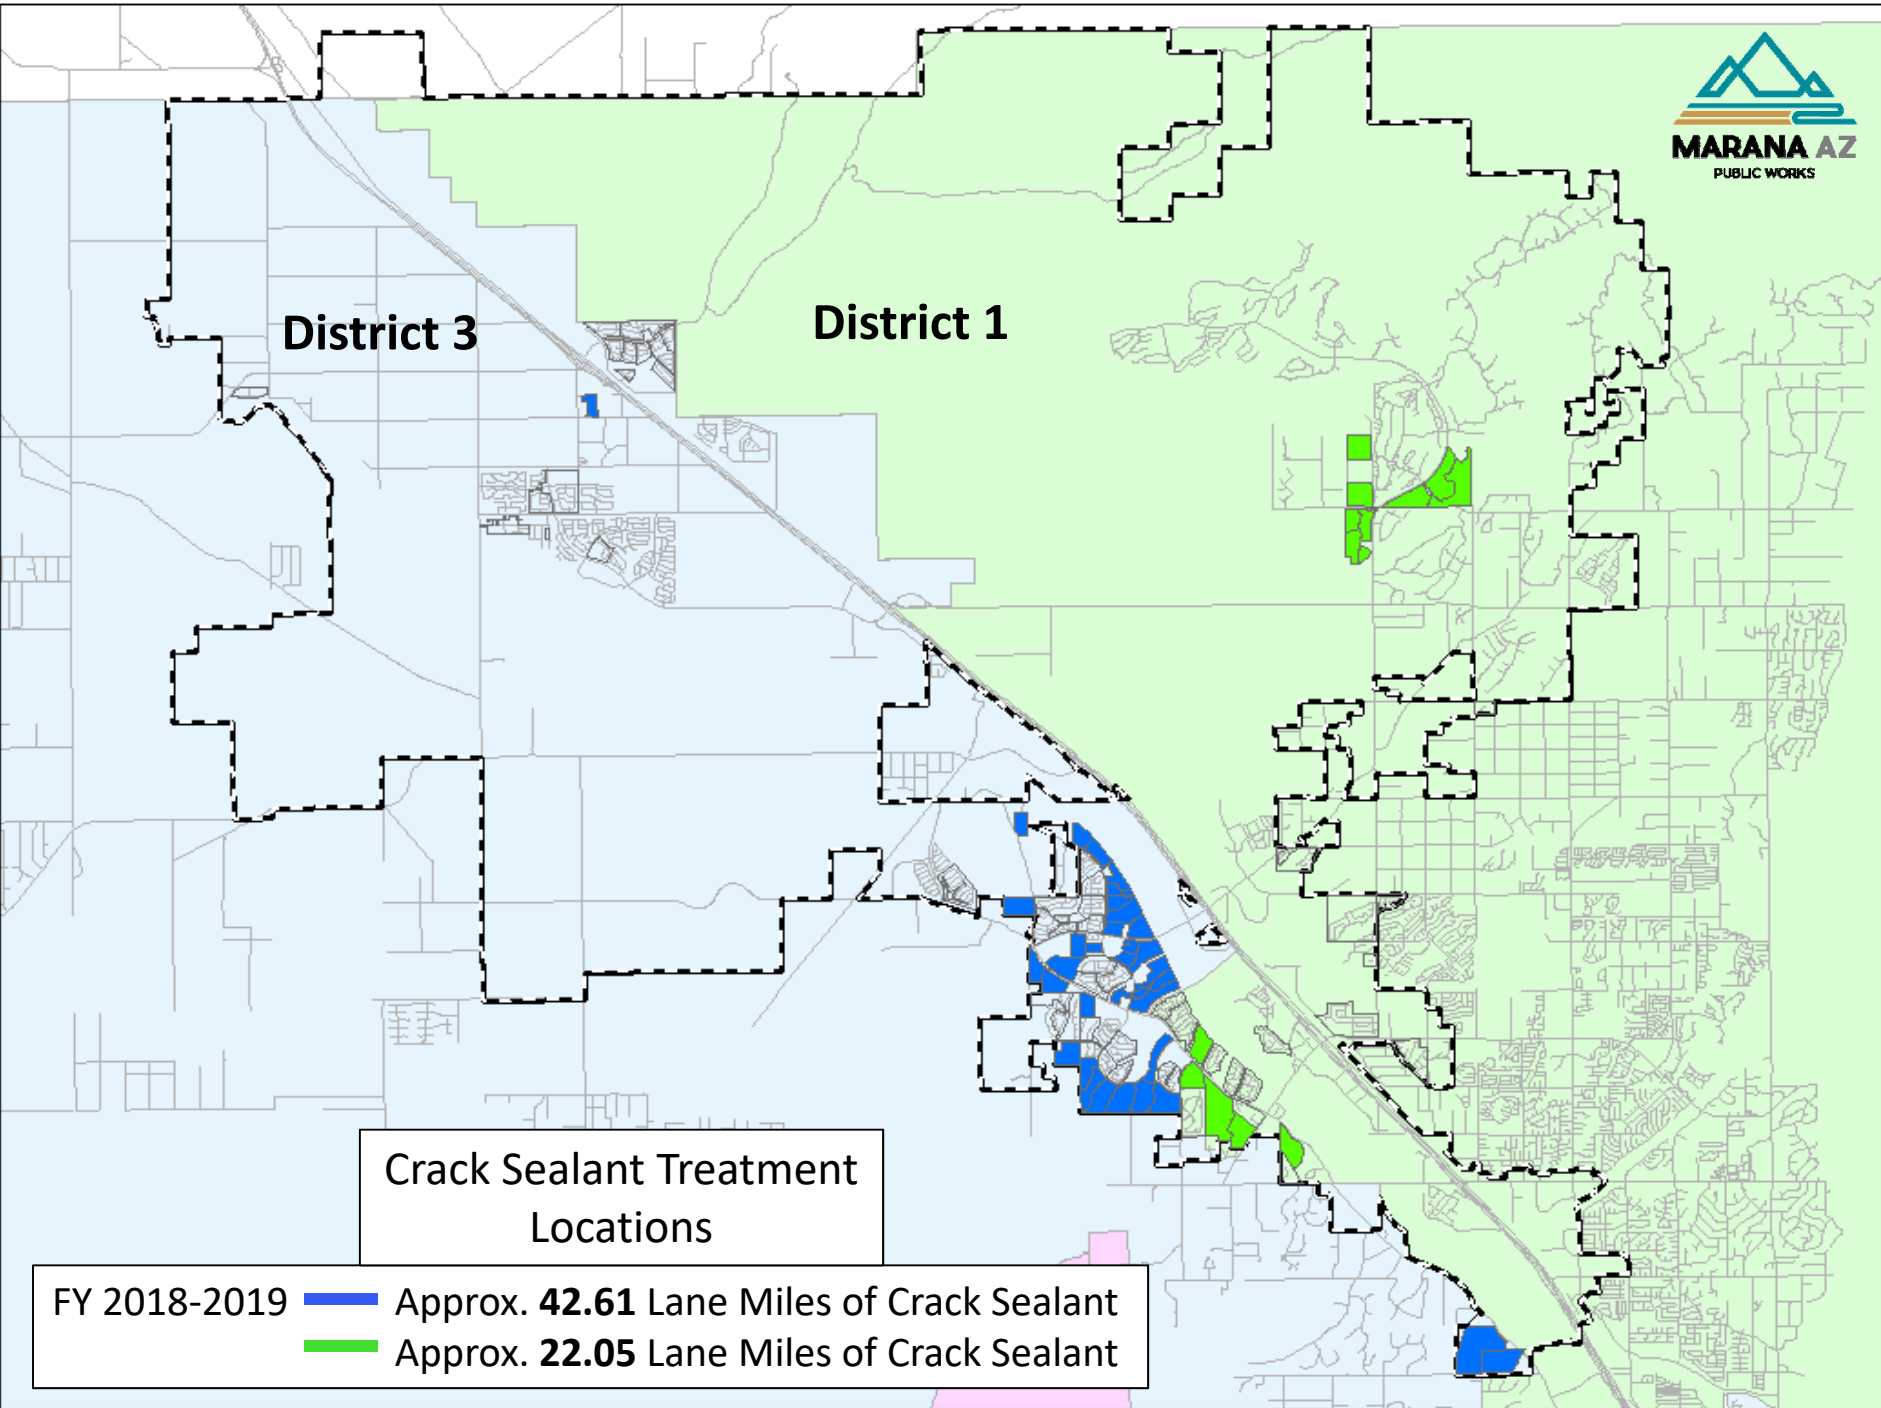 MARANA AZ
PUBLIC WORKS
District 3
District 1
Crack Sealant Treatment
Locations
FY 2018-2019
Approx. 42.61 Lane Miles of Crack Sealant
Approx. 22.05 Lane Miles of Crack Sealant